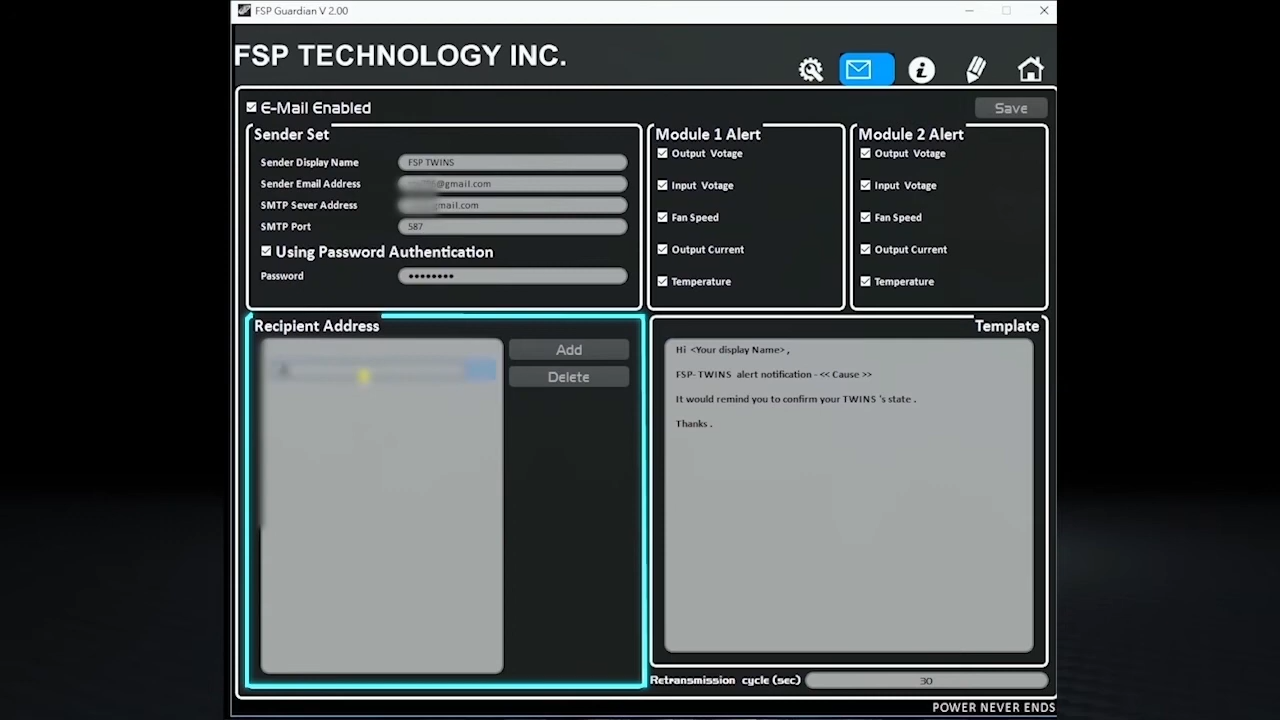 FSP Guardian V 2.00
FSP TECHNOLOGY INC.
E-Mail Enabled
Save
Sender Set
Sender Display Name
FSP TWINS
Sender Email Address
@gmail.com
SMTP Sever Address
mail.com
SMTP Port
587
Using Password Authentication
Password
Module 1 Alert
Output Votage
Input Votage
Fan Speed
Output Current
Temperature
Module 2 Alert
Output Votage
Input Votage
Fan Speed
Output Current
Temperature
Recipient Address
Add
Delete
Template
Hi <Your display Name> ,
FSP- TWINS alert notification - << Cause >>
It would remind you to confirm your TWINS 's state .
Thanks .
Retransmission cycle (sec)
30
POWER NEVER ENDS